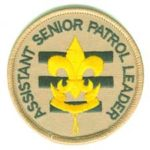 ASSISTANT SENIOR PATROL LEADER